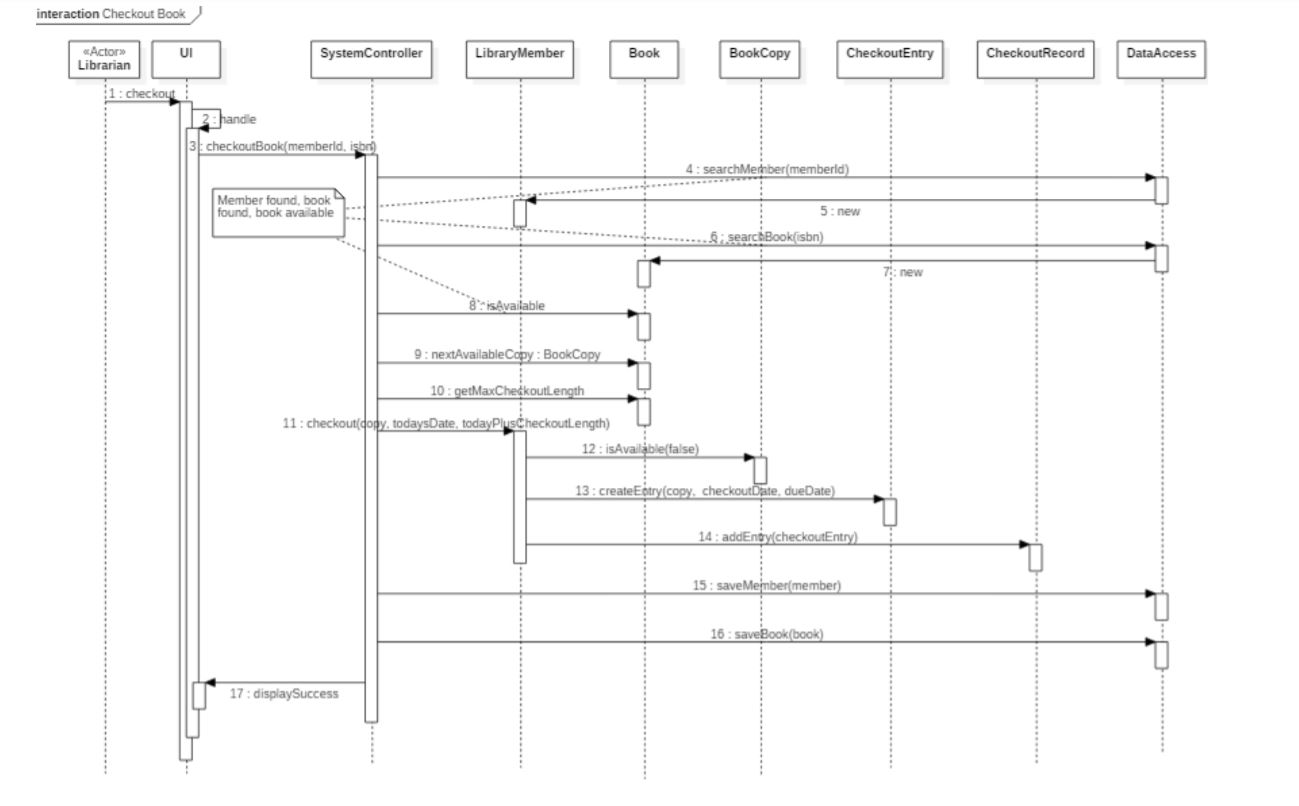 interaction Checkout Book
«Actor»
Librarian
UI
SystemController
LibraryMember
Book
BookCopy
CheckoutEntry
CheckoutRecord
DataAccess
1 : checkout
2 : handle
3 : checkoutBook(memberId, isbn)
4 : searchMember(memberId)
Member found, book
found, book available
5 : new
6 : searchBook(isbn)
7 : new
8 : isAvailable
9 : nextAvailableCopy : BookCopy
10 : getMaxCheckoutLength
11 : checkout(copy, todaysDate, todayPlusCheckoutLength)
12 : isAvailable(false)
13 : createEntry(copy,  checkoutDate, dueDate)
14 : addEntry(checkoutEntry)
15 : saveMember(member)
16 : saveBook(book)
17 : displaySuccess